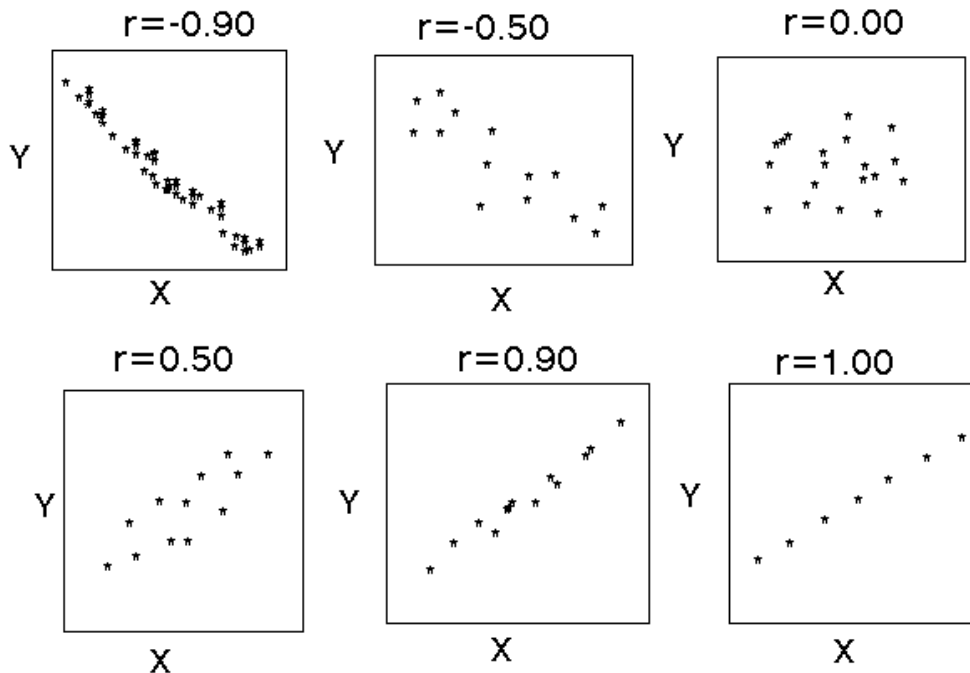 r=-0.90 r=-0.50 r=0.00
Y Y Y
X X X
r=0.50 r=0.90 r=1.00
Y Y Y
X X X